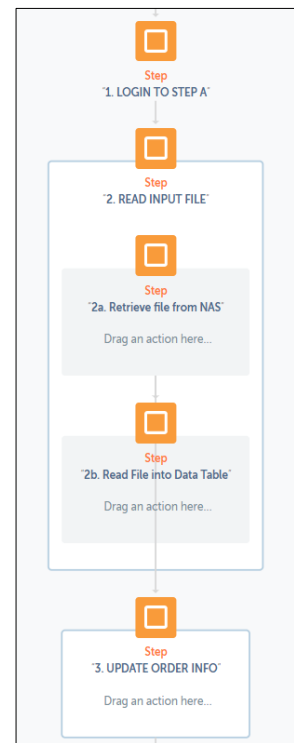 Step
"1. LOGIN TO STEP A"
Step
"2. READ INPUT FILE"
Step
"2a. Retrieve file from NAS"
Drag an action here...
Step
"2b. Read File into Data Table"
Drag an action here...
Step
"3. UPDATE ORDER INFO"
Drag an action here...